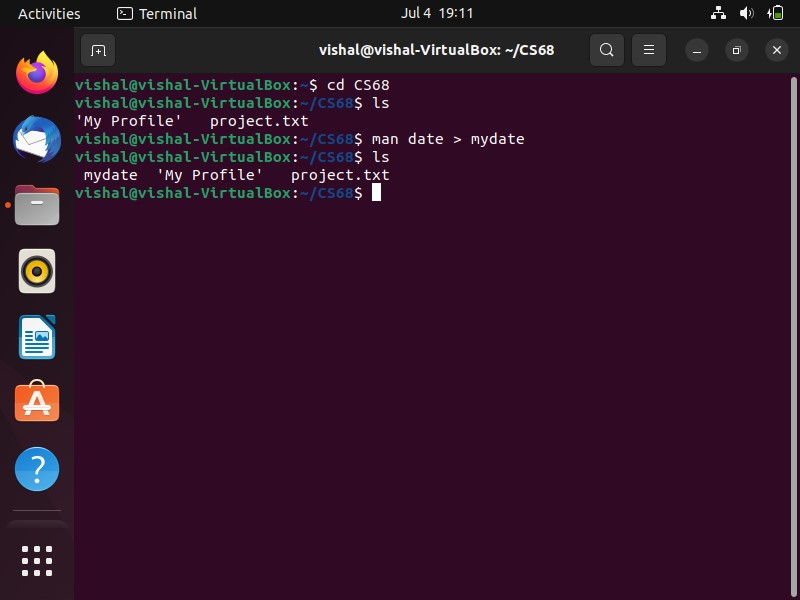 Activities Terminal Jul 4 19:11
vishal@vishal-VirtualBox: ~/CS68
vishal@vishal-VirtualBox:~$ cd CS68
vishal@vishal-VirtualBox:~/CS68$ ls
'My Profile'   project.txt
vishal@vishal-VirtualBox:~/CS68$ man date > mydate
vishal@vishal-VirtualBox:~/CS68$ ls
 mydate  'My Profile'   project.txt
vishal@vishal-VirtualBox:~/CS68$